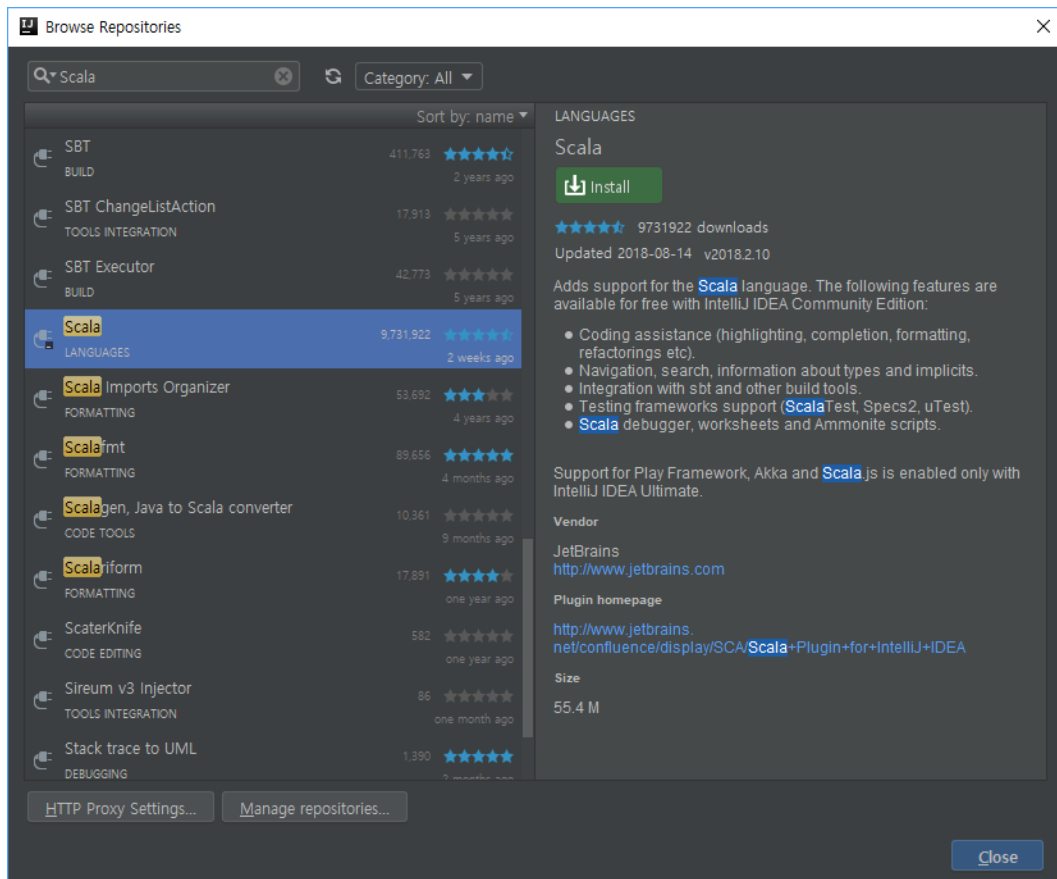 Browse Repositories
Scala
Category: All
Sort by: name
SBT
411,763
BUILD
2 years ago
SBT ChangeListAction
17,913
TOOLS INTEGRATION
5 years ago
SBT Executor
42,773
BUILD
5 years ago
Scala
9,731,922
LANGUAGES
2 weeks ago
Scala Imports Organizer
53,692
FORMATTING
4 years ago
Scalafmt
89,656
FORMATTING
4 months ago
Scalagen, Java to Scala converter
10,361
CODE TOOLS
9 months ago
Scalariform
17,891
FORMATTING
one year ago
ScaterKnife
582
CODE EDITING
one year ago
Sireum v3 Injector
86
TOOLS INTEGRATION
one month ago
Stack trace to UML
1,390
DEBUGGING
LANGUAGES
Scala
Install
9731922 downloads
Updated 2018-08-14 v2018.2.10
Adds support for the Scala language. The following features are
available for free with IntelliJ IDEA Community Edition:
● Coding assistance (highlighting, completion, formatting,
refactorings etc).
● Navigation, search, information about types and implicits.
● Integration with sbt and other build tools.
● Testing frameworks support (ScalaTest, Specs2, uTest).
● Scala debugger, worksheets and Ammonite scripts.
Support for Play Framework, Akka and Scala.js is enabled only with
IntelliJ IDEA Ultimate.
Vendor
JetBrains
http://www.jetbrains.com
Plugin homepage
http://www.jetbrains.
net/confluence/display/SCA/Scala+Plugin+for+IntelliJ+IDEA
Size
55.4 M
HTTP Proxy Settings...
Manage repositories...
Close